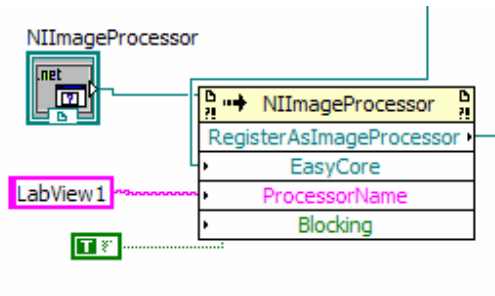 NIImageProcessor
.net
?
?! NIImageProcessor ?!
RegisterAsImageProcessor
EasyCore
LabView1
ProcessorName
Blocking
T F